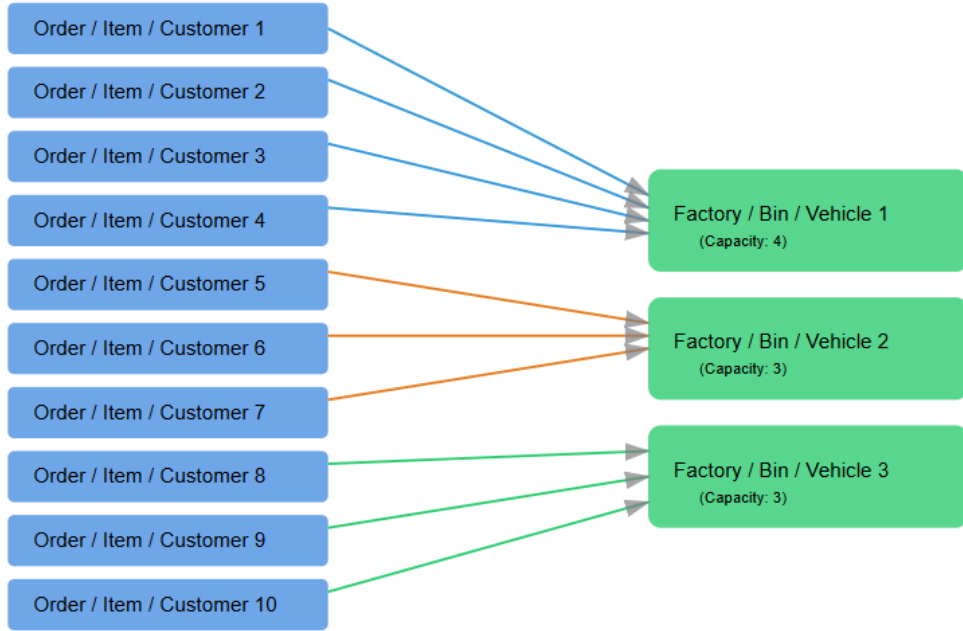 Order / Item / Customer 1
Order / Item / Customer 2
Order / Item / Customer 3
Order / Item / Customer 4
Order / Item / Customer 5
Order / Item / Customer 6
Order / Item / Customer 7
Order / Item / Customer 8
Order / Item / Customer 9
Order / Item / Customer 10
Factory / Bin / Vehicle 1
(Capacity: 4)
Factory / Bin / Vehicle 2
(Capacity: 3)
Factory / Bin / Vehicle 3
(Capacity: 3)